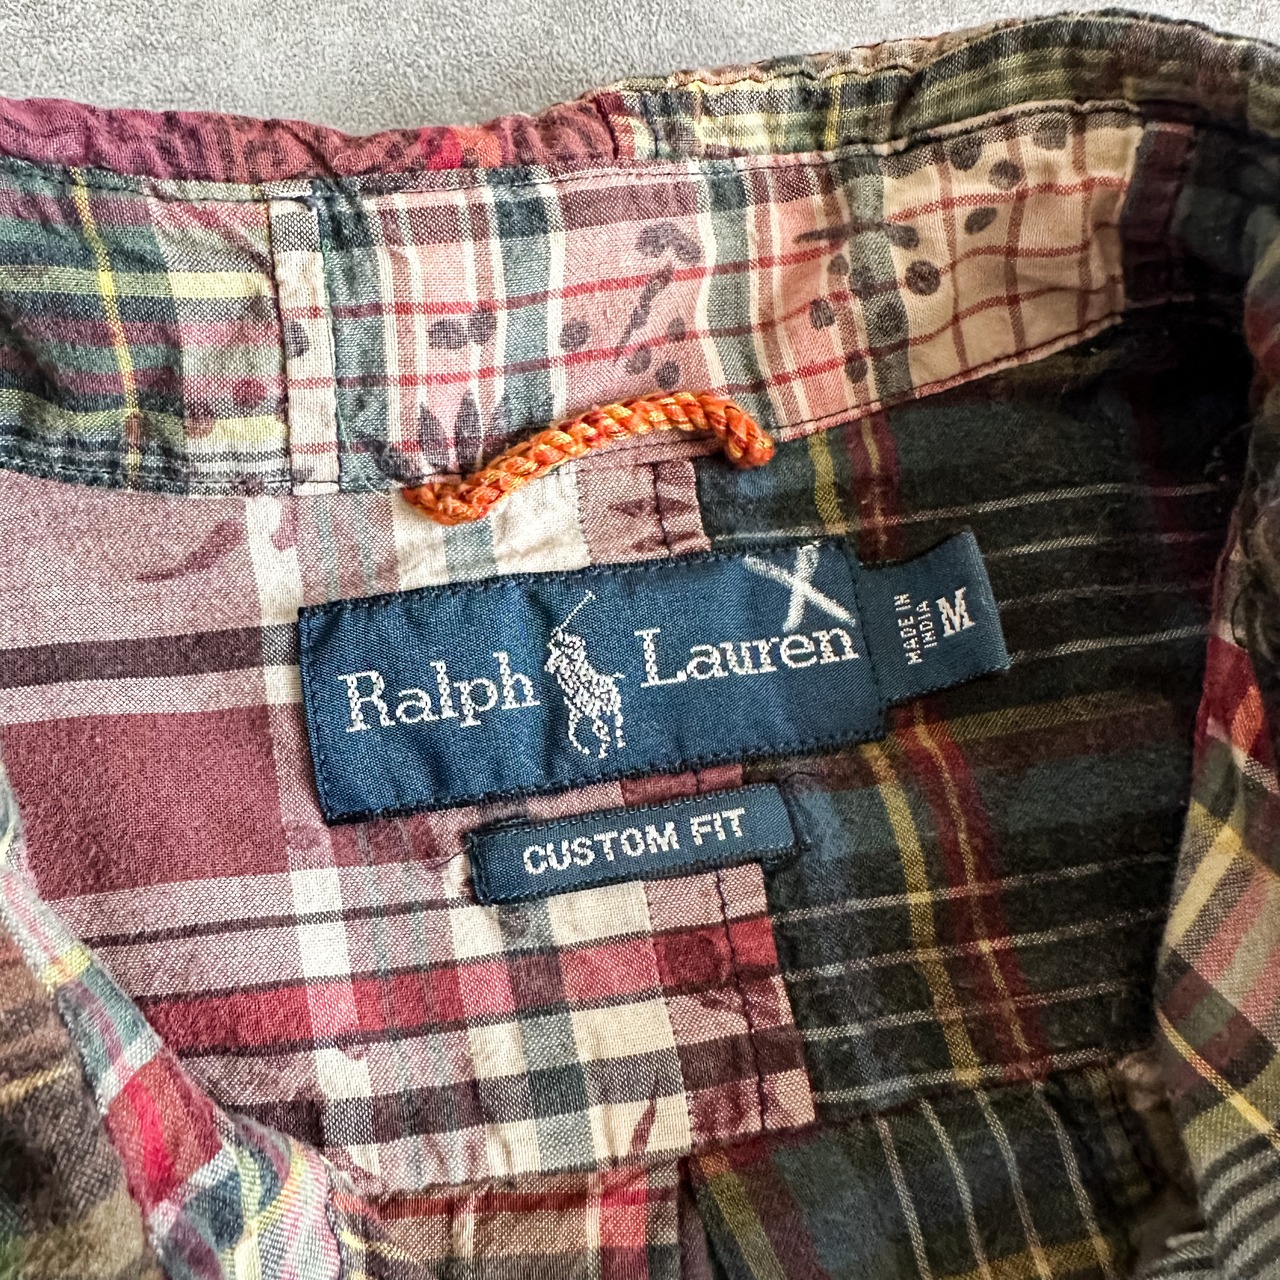 Ralph Lauren
MADE IN
INDIA
M
CUSTOM FIT